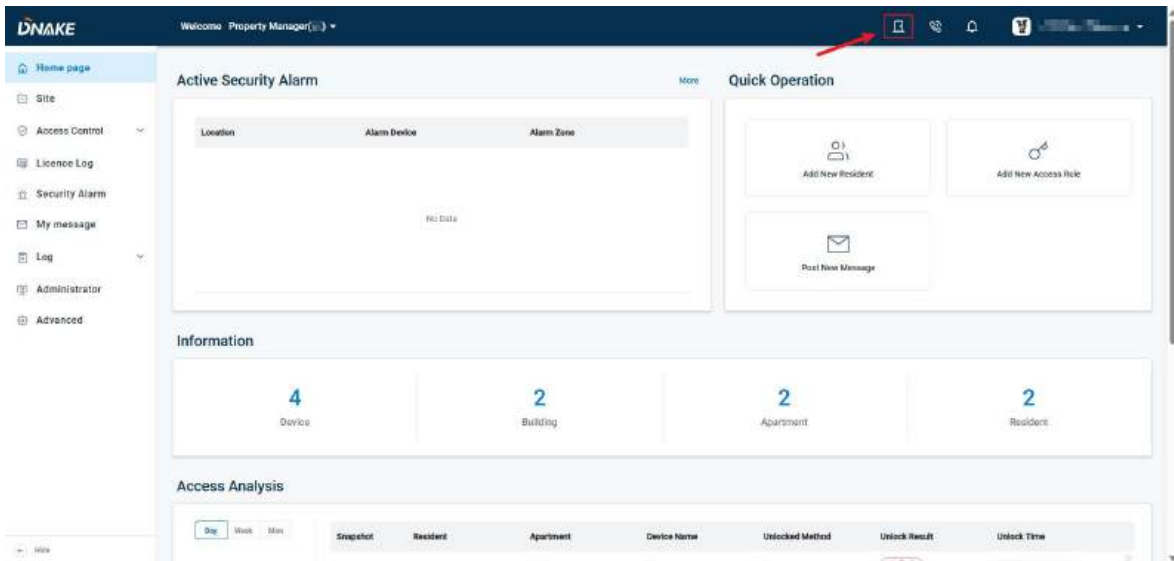 DNAKE
Welcome Property Manager( ) 
Home page
Site
Access Control
Licence Log
Security Alarm
My message
Log
Administrator
Advanced
Hide
Active Security Alarm
More
Location Alarm Device Alarm Zone
No Data
Quick Operation
Add New Resident
Add New Access Rule
Post New Message
Information
4
Device
2
Building
2
Apartment
2
Resident
Access Analysis
Day Week Mon
Snapshot Resident Apartment Device Name Unlocked Method Unlock Result Unlock Time